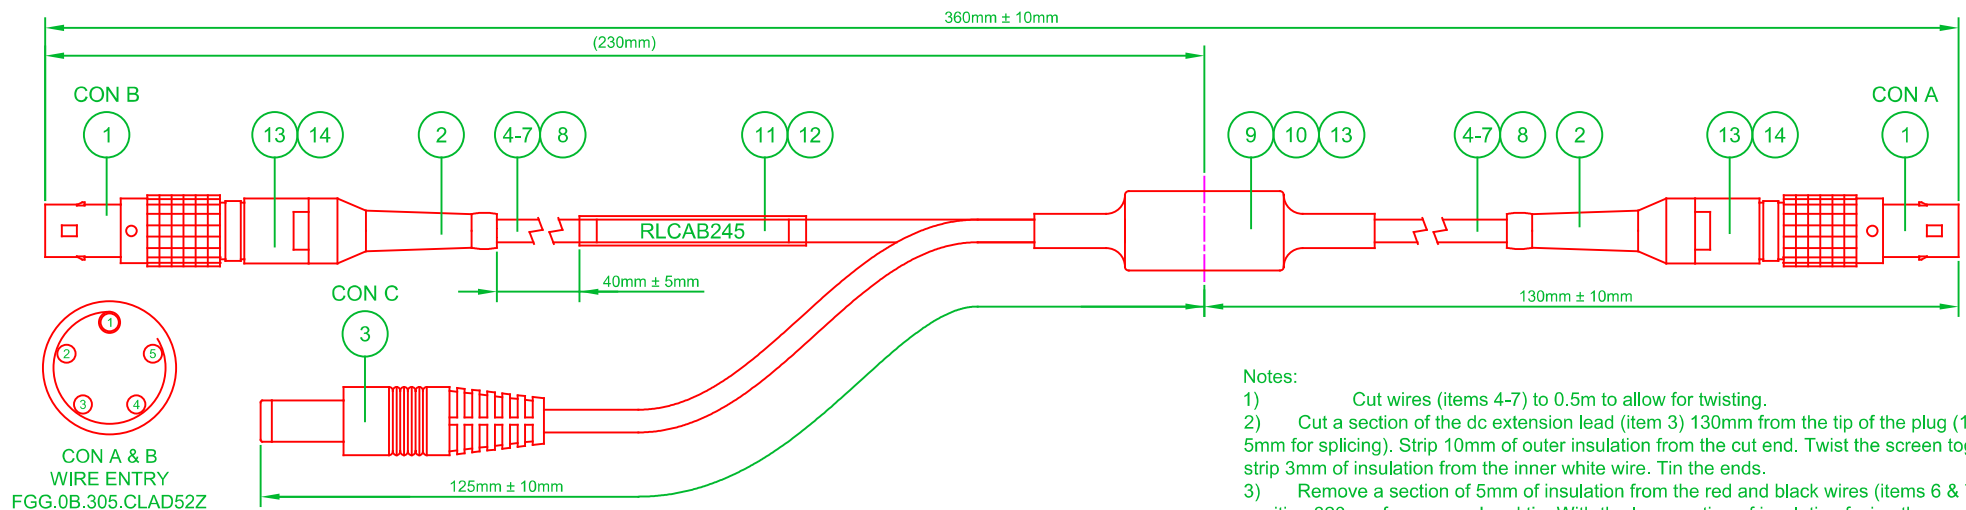 360mm ± 10mm
(230mm)
CON B
CON A
1
13 14
2
4-7 8
11 12
9 10 13
4-7 8
2
13 14
1
RLCAB245
40mm ± 5mm
130mm ± 10mm
CON C
3
1
2
5
3
4
CON A & B
WIRE ENTRY
FGG.0B.305.CLAD52Z
125mm ± 10mm
Notes:
1) Cut wires (items 4-7) to 0.5m to allow for twisting.
2) Cut a section of the dc extension lead (item 3) 130mm from the tip of the plug (1
5mm for splicing). Strip 10mm of outer insulation from the cut end. Twist the screen
strip 3mm of insulation from the inner white wire. Tin the ends.
3) Remove a section of 5mm of insulation from the red and black wires (items 6 &